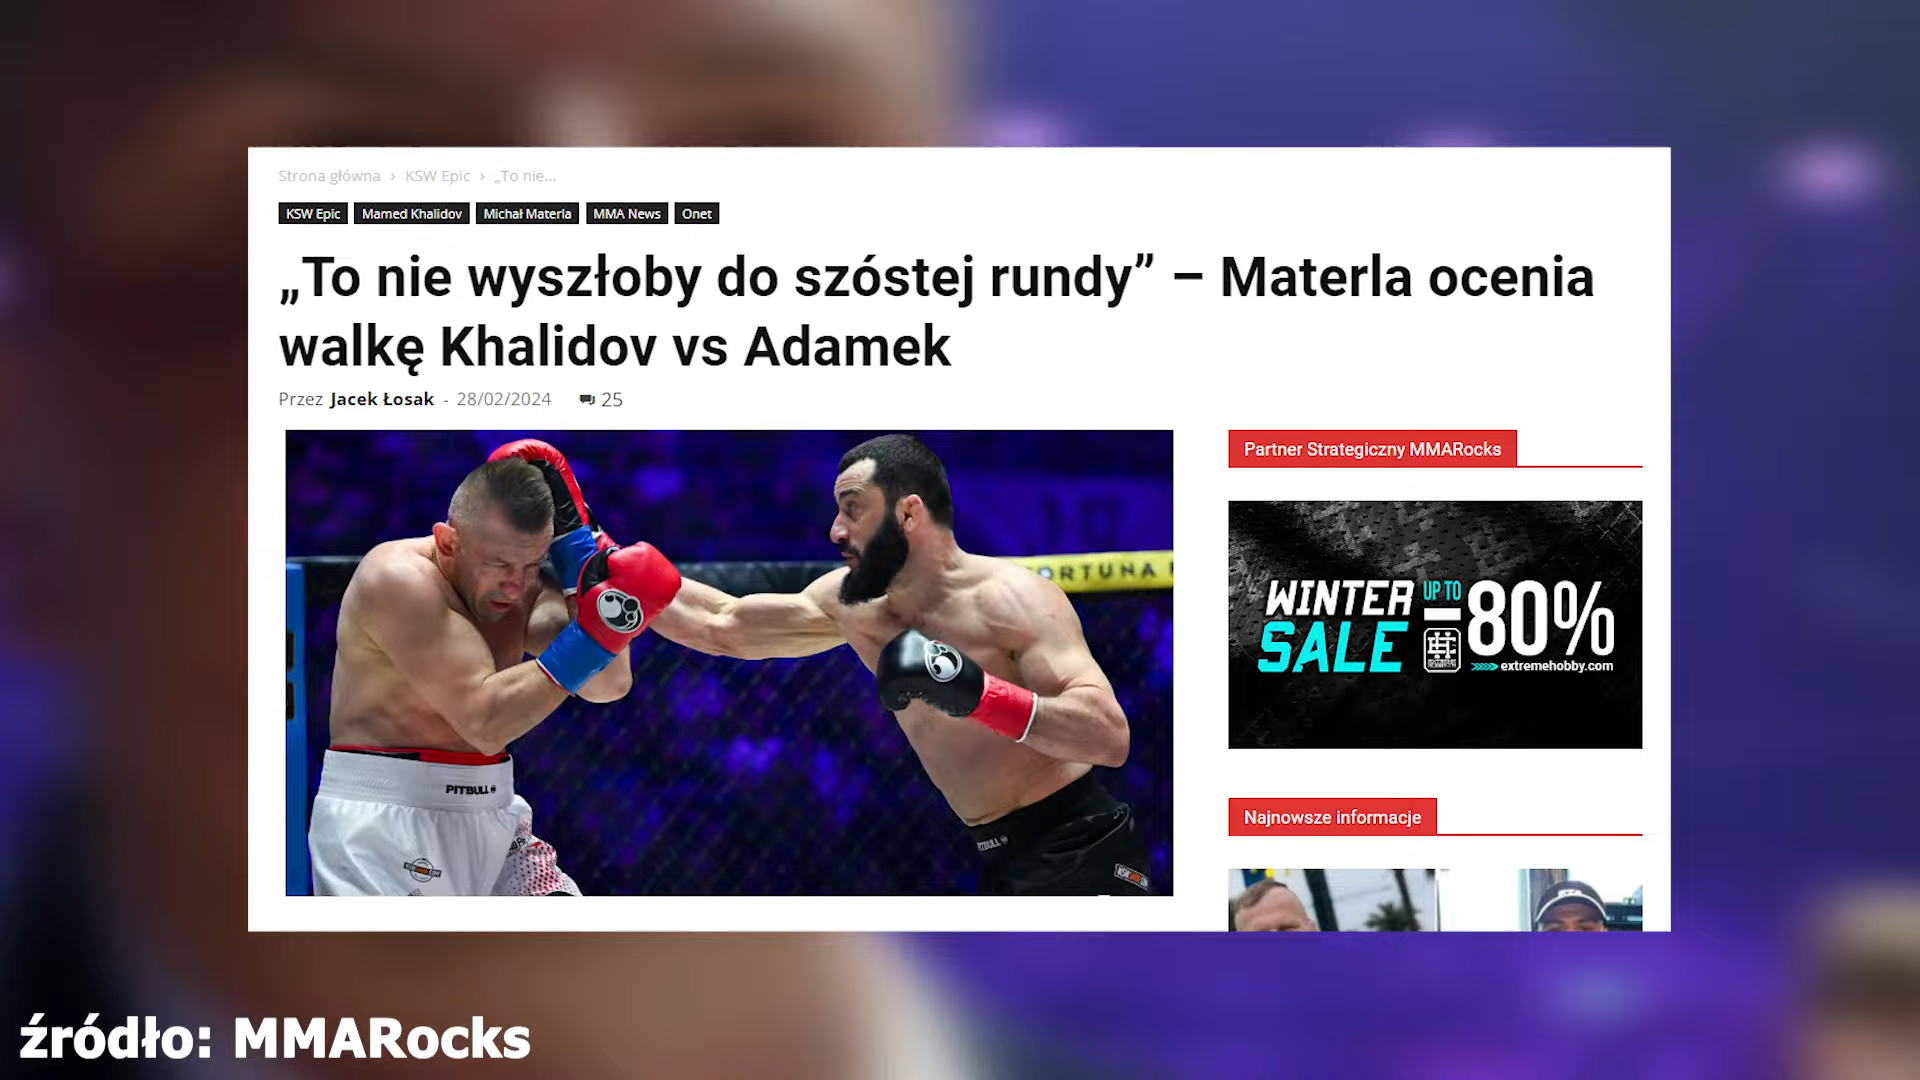 Strona główna › KSW Epic › „To nie...
KSW Epic Mamed Khalidov Michał Materla MMA News Onet
„To nie wyszłoby do szóstej rundy” – Materla ocenia
walkę Khalidov vs Adamek
Przez Jacek Łosak - 28/02/2024 25
Partner Strategiczny MMARocks
ORTUNA
PITBULL
WINTER
SALE
UP TO
-80%
extremehobby.com
Najnowsze informacje
źródło: MMARocks